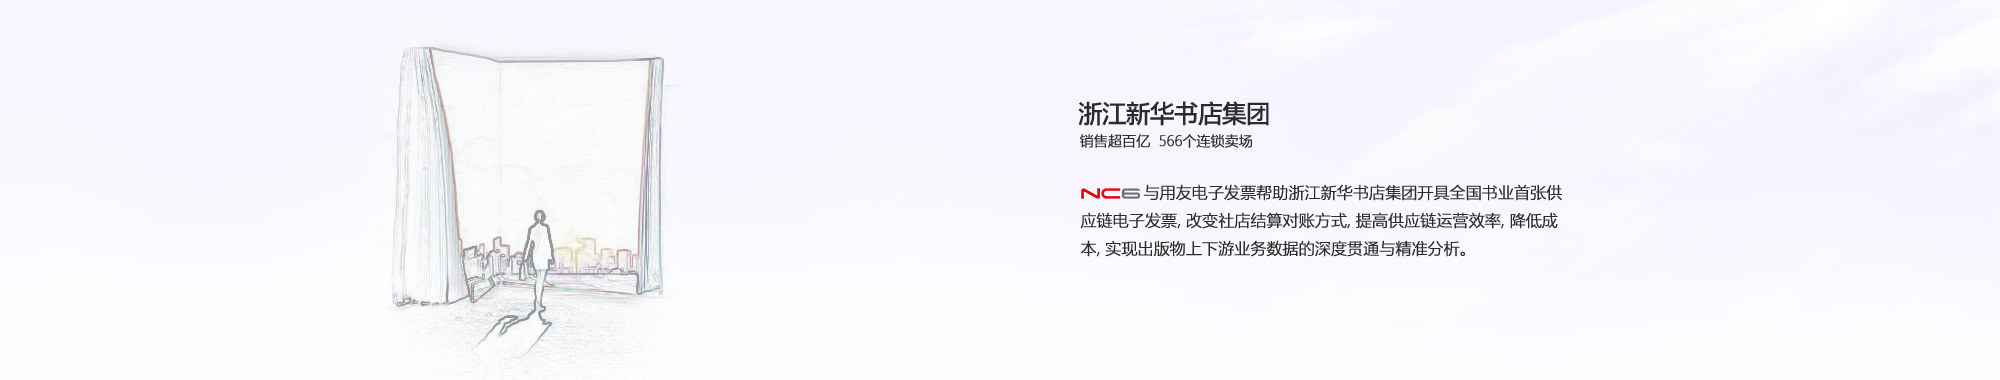 浙江新华书店集团
销售超百亿 566个连锁卖场
NC6 与用友电子发票帮助浙江新华书店集团开具全国书业首张供
应链电子发票, 改变社店结算对账方式, 提高供应链运营效率, 降低成
本, 实现出版物上下游业务数据的深度贯通与精准分析。